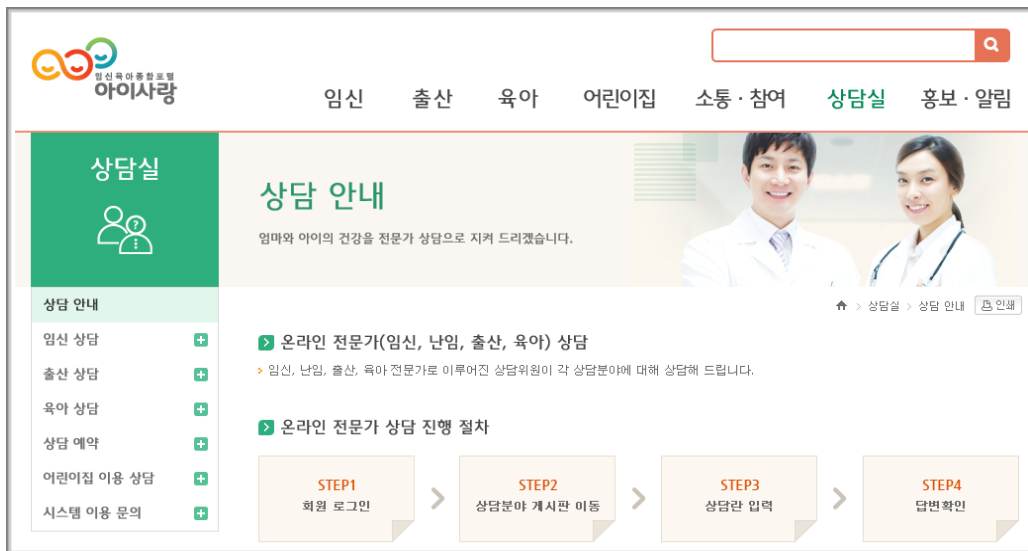 임신육아종합포털
아이사랑
임신 출산 육아 어린이집 소통 · 참여 상담실 홍보 · 알림
상담실
상담 안내
엄마와 아이의 건강을 전문가 상담으로 지켜 드리겠습니다.
상담실 > 상담 안내 인쇄
상담 안내
임신 상담
출산 상담
육아 상담
상담 예약
어린이집 이용 상담
시스템 이용 문의
온라인 전문가(임신, 난임, 출산, 육아) 상담
임신, 난임, 출산, 육아 전문가로 이루어진 상담위원이 각 상담분야에 대해 상담해 드립니다.
온라인 전문가 상담 진행 절차
STEP1
회원 로그인
STEP2
상담분야 게시판 이동
STEP3
상담란 입력
STEP4
답변확인